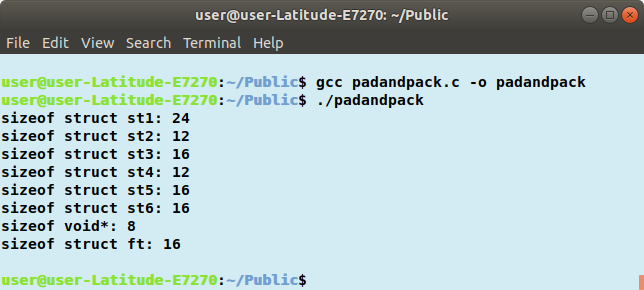 user@user-Latitude-E7270: ~/Public
File Edit View Search Terminal Help
user@user-Latitude-E7270:~/Public$ gcc padandpack.c -o padandpack
user@user-Latitude-E7270:~/Public$ ./padandpack
sizeof struct st1: 24
sizeof struct st2: 12
sizeof struct st3: 16
sizeof struct st4: 12
sizeof struct st5: 16
sizeof struct st6: 16
sizeof void*: 8
sizeof struct ft: 16
user@user-Latitude-E7270:~/Public$